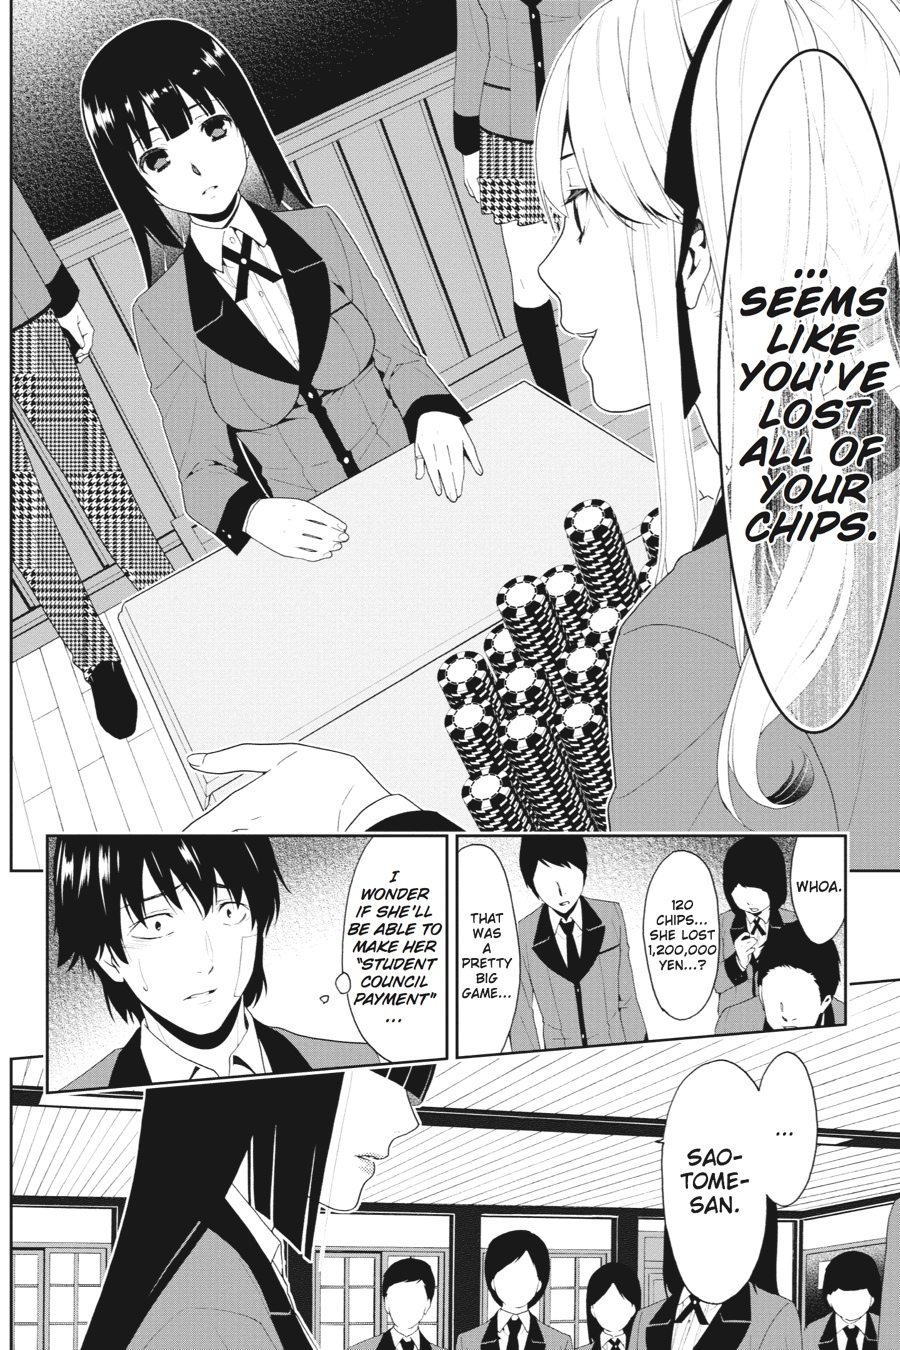 ...
SEEMS
LIKE
YOU'VE
LOST
ALL OF
YOUR
CHIPS.
WHOA.
120
CHIPS...
SHE LOST
1,200,000
YEN...?
THAT
WAS A
PRETTY
BIG
GAME...
I
WONDER
IF SHE'LL
BE ABLE TO
MAKE HER
"STUDENT
COUNCIL
PAYMENT"
...
...
SAO-
TOME-
SAN.